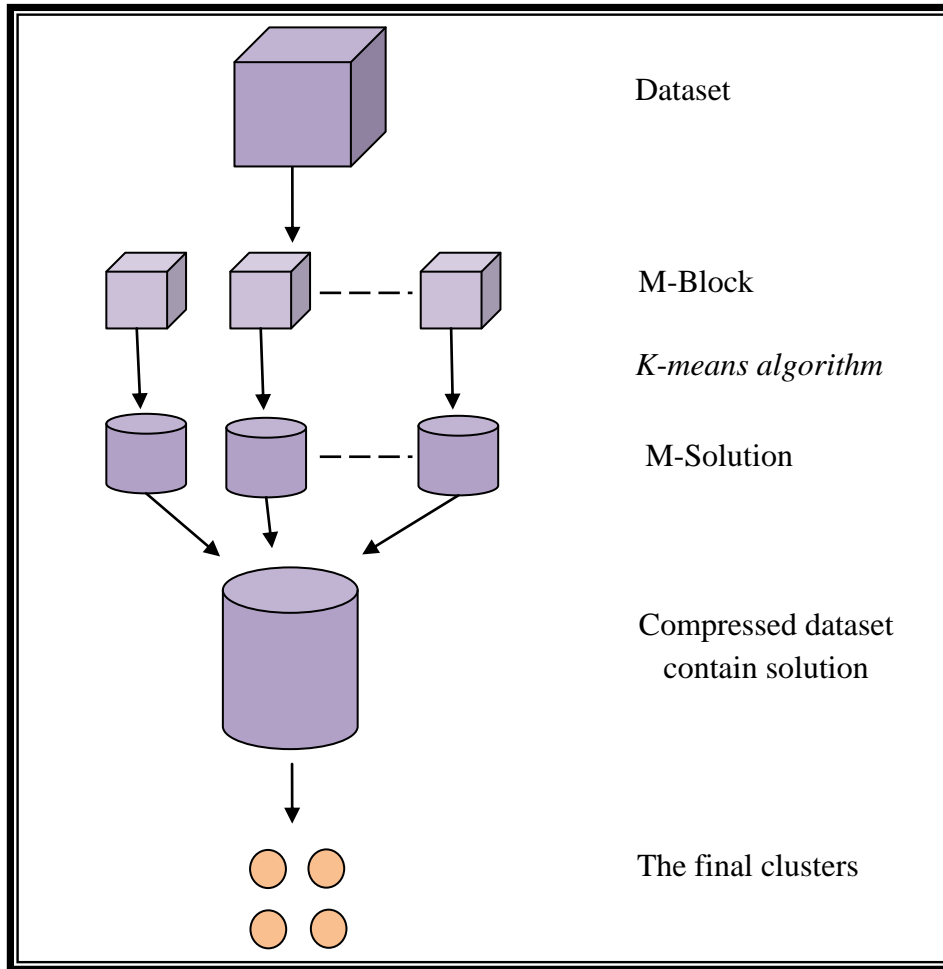 Dataset
M-Block
K-means algorithm
M-Solution
Compressed dataset
contain solution
The final clusters